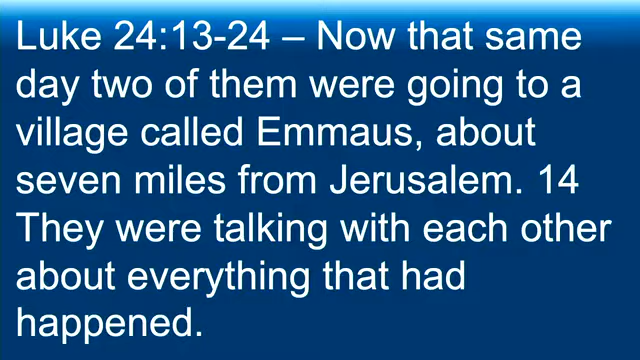 Luke 24:13-24 – Now that same
day two of them were going to a
village called Emmaus, about
seven miles from Jerusalem. 14
They were talking with each other
about everything that had
happened.